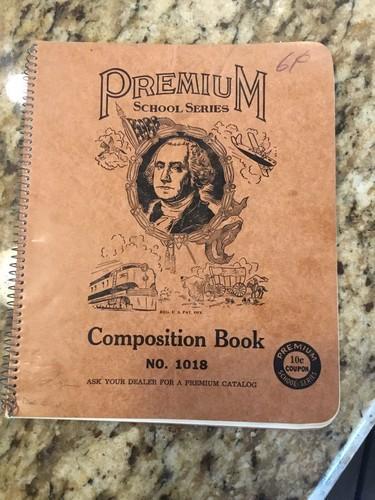 PREMIUM
SCHOOL SERIES
REG. U.S. PAT. OFF.
Composition Book
NO. 1018
ASK YOUR DEALER FOR A PREMIUM CATALOG
PREMIUM
10c
COUPON
SCHOOL SERIES